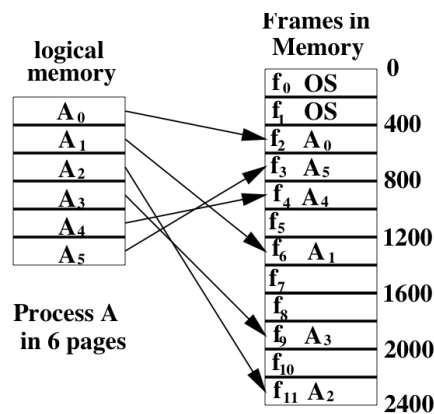 Frames in
Memory
logical
memory
A0
A1
A2
A3
A4
A5
Process A
in 6 pages
f0 OS
f1 OS
f2 A0
f3 A5
f4 A4
f5
f6 A1
f7
f8
f9 A3
f10
f11 A2
0
400
800
1200
1600
2000
2400